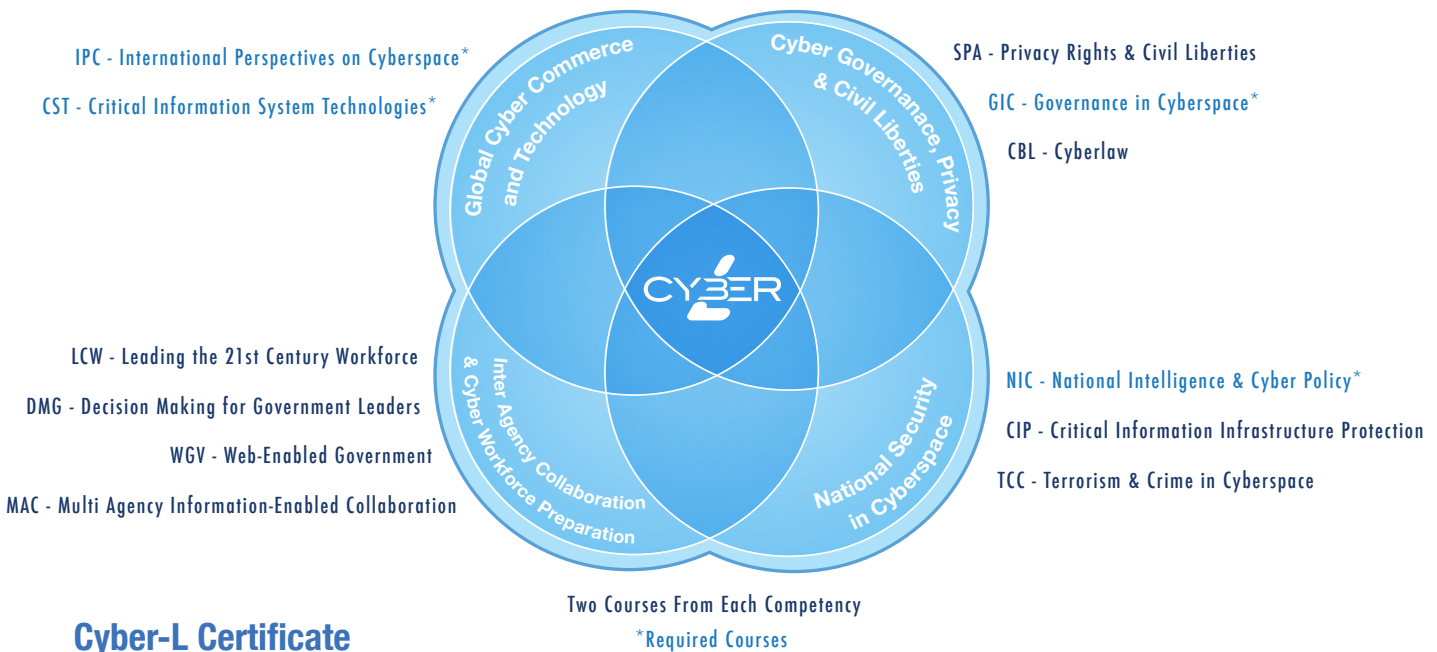 IPC - International Perspectives on Cyberspace*
CST - Critical Information System Technologies*
Global Cyber Commerce
and Technology
Cyber Governanace, Privacy
& Civil Liberties
SPA - Privacy Rights & Civil Liberties
GIC - Governance in Cyberspace*
CBL - Cyberlaw
CYBER
L
LCW - Leading the 21st Century Workforce
DMG - Decision Making for Government Leaders
WGV - Web-Enabled Government
MAC - Multi Agency Information-Enabled Collaboration
Inter Agency Collaboration
& Cyber Workforce Preparation
National Security
in Cyberspace
NIC - National Intelligence & Cyber Policy*
CIP - Critical Information Infrastructure Protection
TCC - Terrorism & Crime in Cyberspace
Two Courses From Each Competency
*Required Courses
Cyber-L Certificate